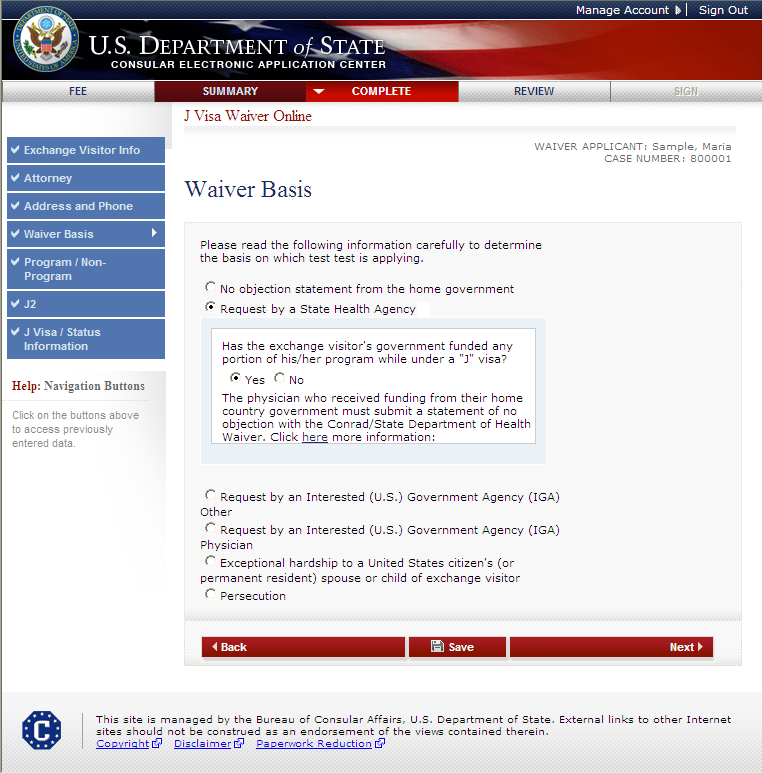 Manage Account | Sign Out
U.S. DEPARTMENT of STATE
CONSULAR ELECTRONIC APPLICATION CENTER
FEE SUMMARY COMPLETE REVIEW SIGN
J Visa Waiver Online
WAIVER APPLICANT: Sample, Maria
CASE NUMBER: 800001
Exchange Visitor Info
Attorney
Address and Phone
Waiver Basis
Program / Non-
Program
J2
J Visa / Status
Information
Help: Navigation Buttons
Click on the buttons above
to access previously
entered data.
Waiver Basis
Please read the following information carefully to determine
the basis on which test test is applying.
No objection statement from the home government
Request by a State Health Agency
Has the exchange visitor's government funded any
portion of his/her program while under a "J" visa?
Yes No
The physician who received funding from their home
country government must submit a statement of no
objection with the Conrad/State Department of Health
Waiver. Click here more information:
Request by an Interested (U.S.) Government Agency (IGA)
Other
Request by an Interested (U.S.) Government Agency (IGA)
Physician
Exceptional hardship to a United States citizen's (or
permanent resident) spouse or child of exchange visitor
Persecution
Back Save Next
C
This site is managed by the Bureau of Consular Affairs, U.S. Department of State. External links to other Internet
sites should not be construed as an endorsement of the views contained therein.
Copyright Disclaimer Paperwork Reduction